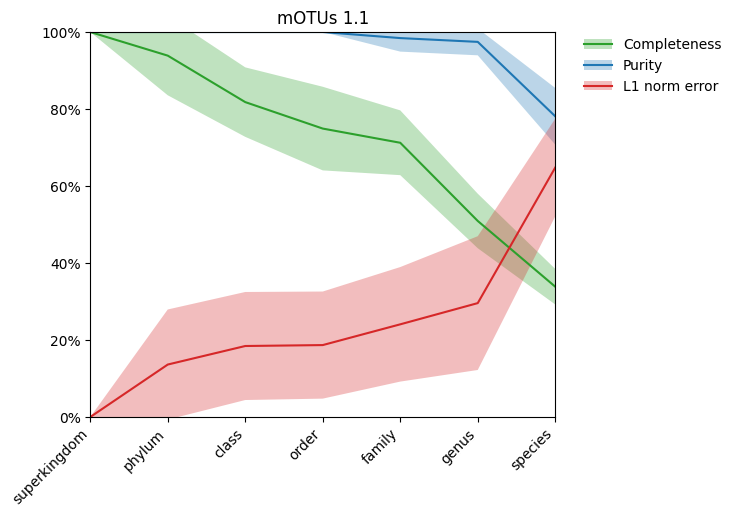 mOTUs 1.1
100%
80%
60%
40%
20%
0%
superkingdom
phylum
class
order
family
genus
species
Completeness
Purity
L1 norm error